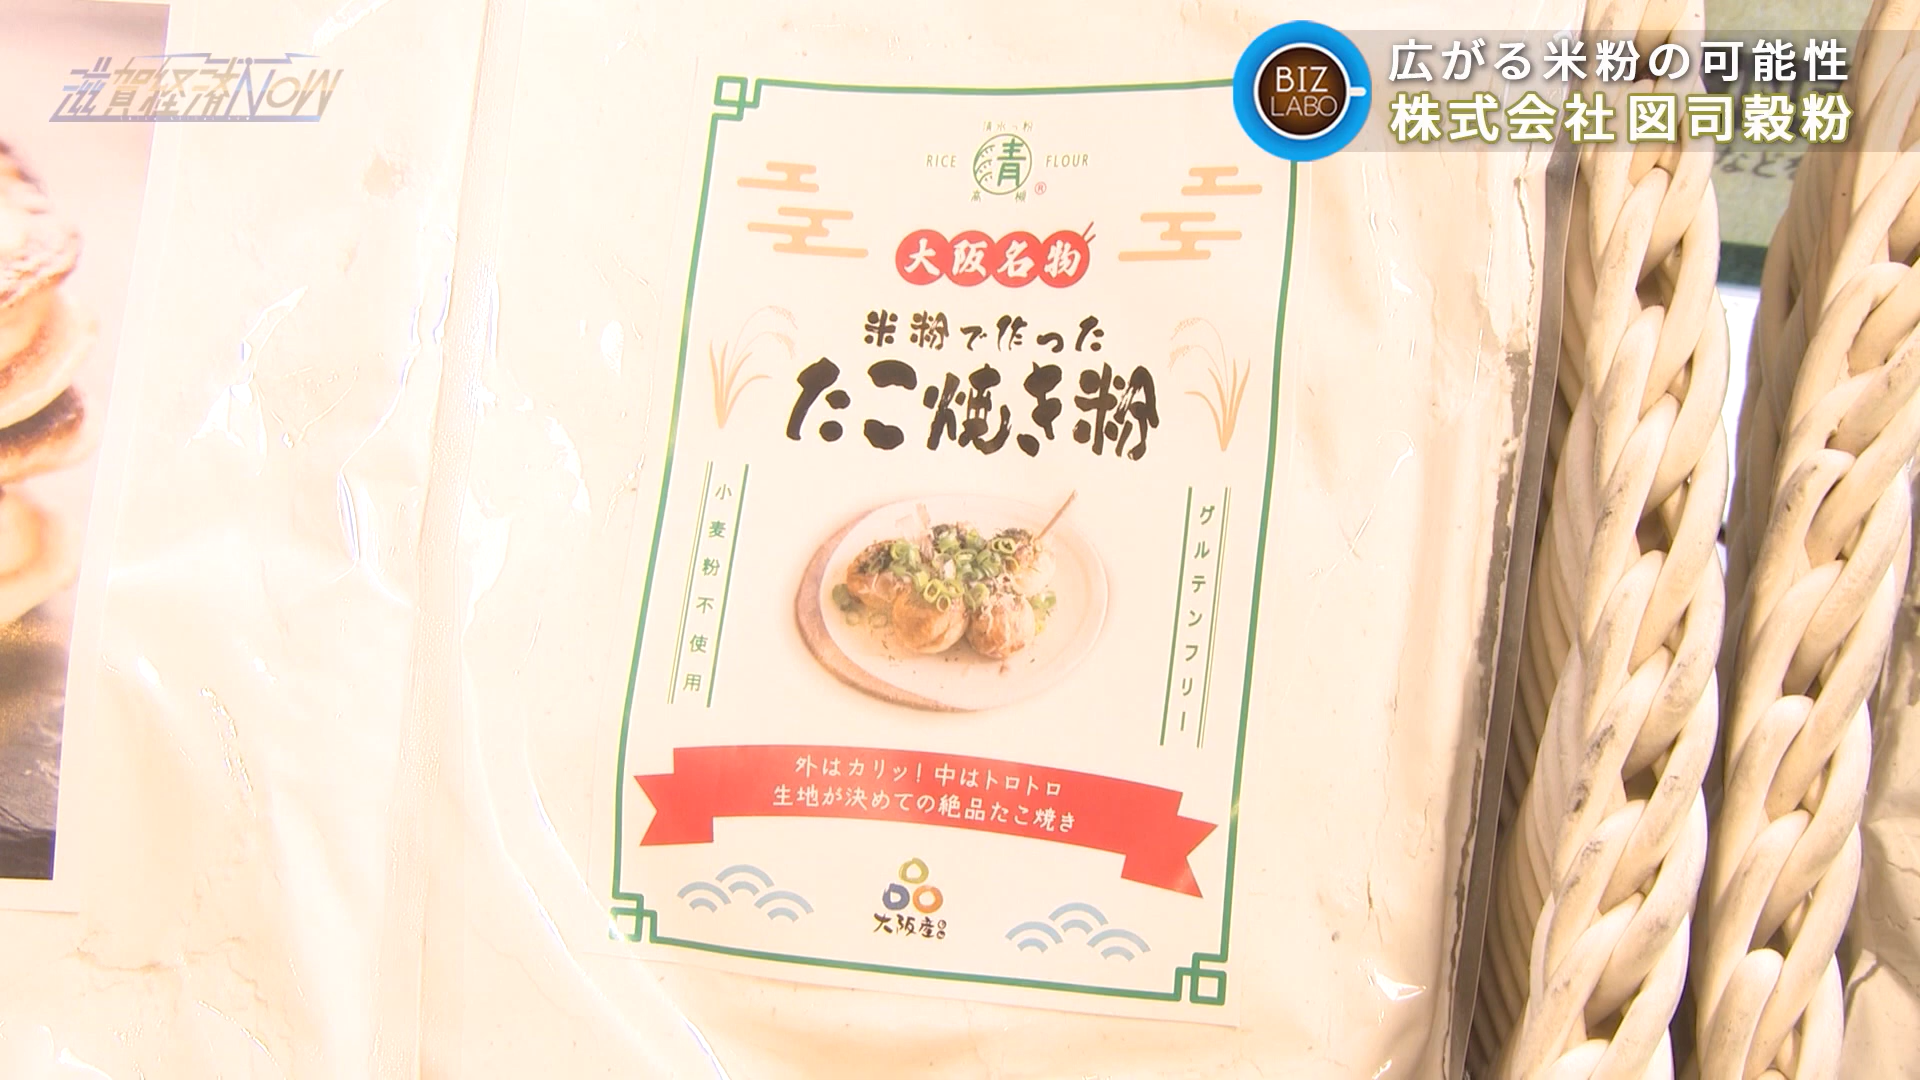 滋賀経済NOW
BIZ
LABO
広がる米粉の可能性
株式会社図司穀粉
清水っ粉
RICE
青
FLOUR
高槻
®
大阪名物
米粉で作った
たこ焼き粉
小麦粉不使用
グルテンフリー
外はカリッ!中はトロトロ
生地が決めての絶品たこ焼き
大阪産